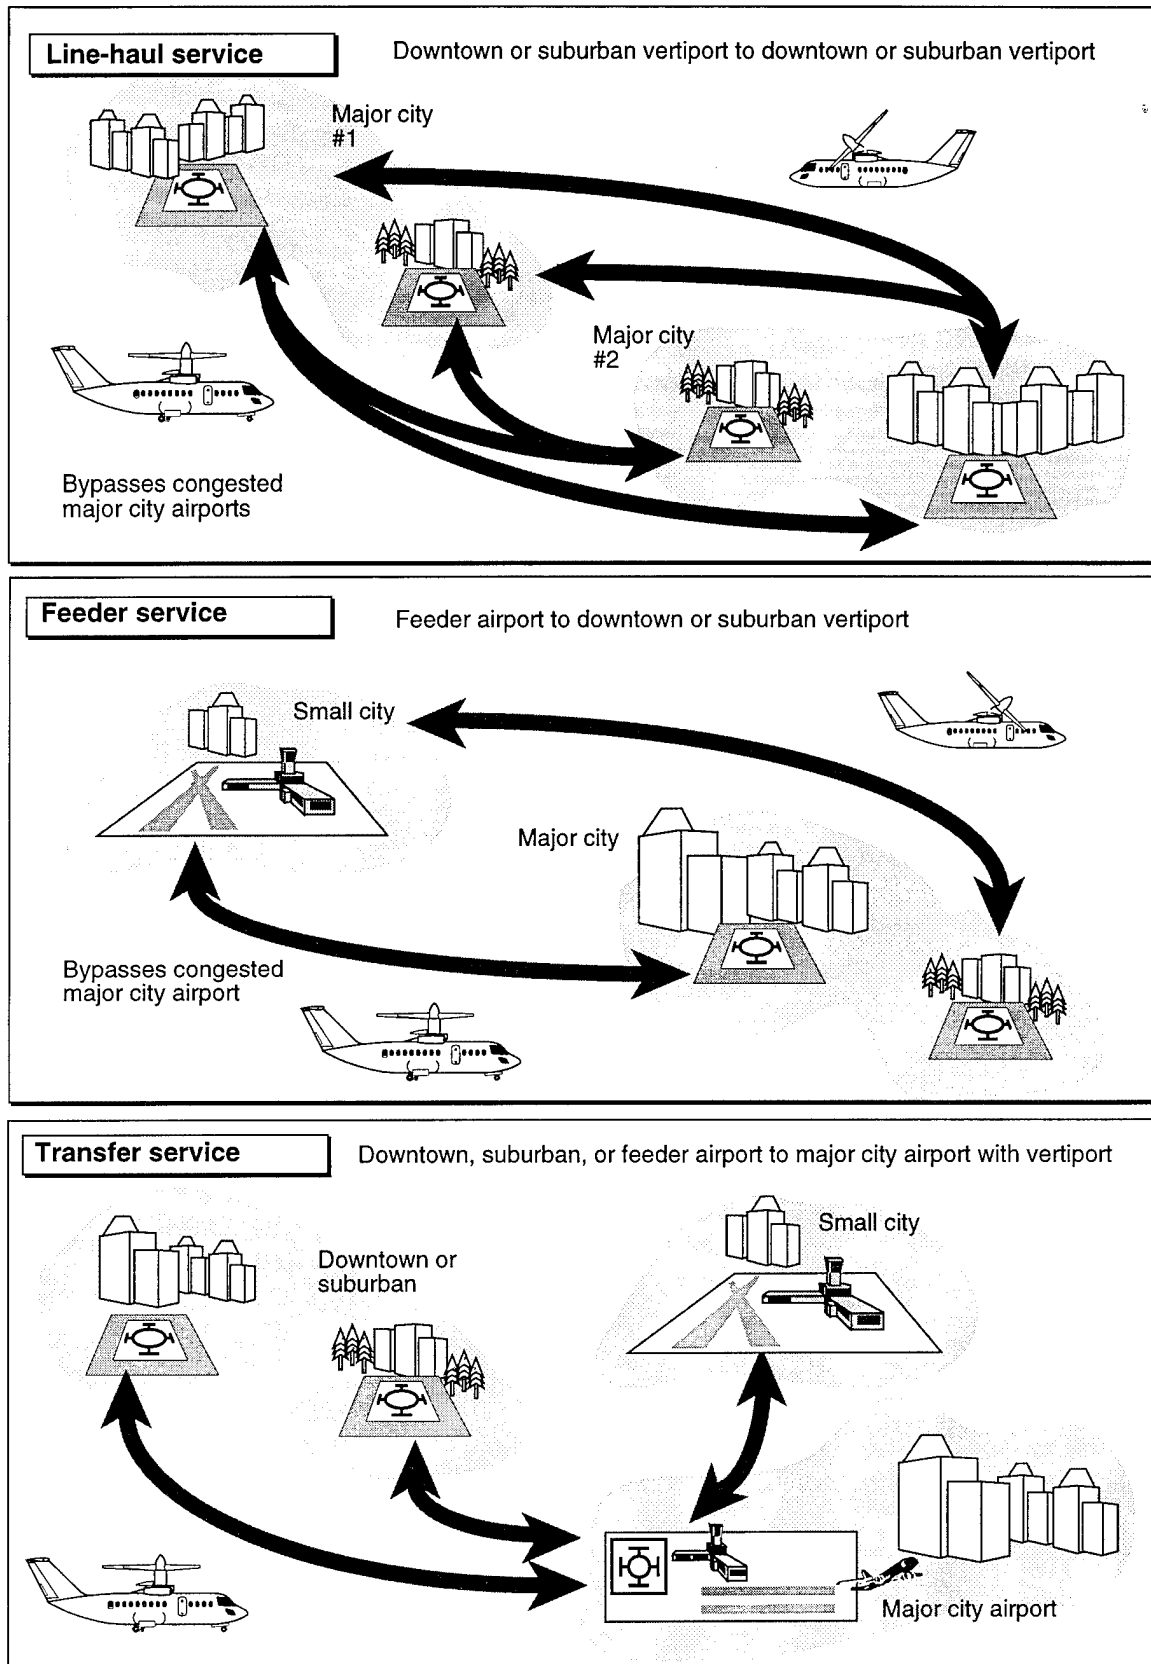 Line-haul service
Downtown or suburban vertiport to downtown or suburban vertiport
Major city
#1
Major city
#2
Bypasses congested
major city airports
Feeder service
Feeder airport to downtown or suburban vertiport
Small city
Major city
Bypasses congested
major city airport
Transfer service
Downtown, suburban, or feeder airport to major city airport with vertiport
Small city
Downtown or
suburban
Major city airport